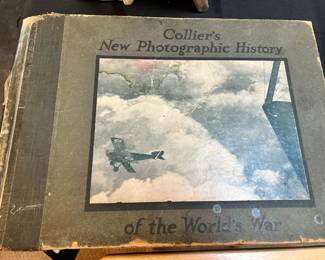 Collier's
New Photographic History
of the World's War